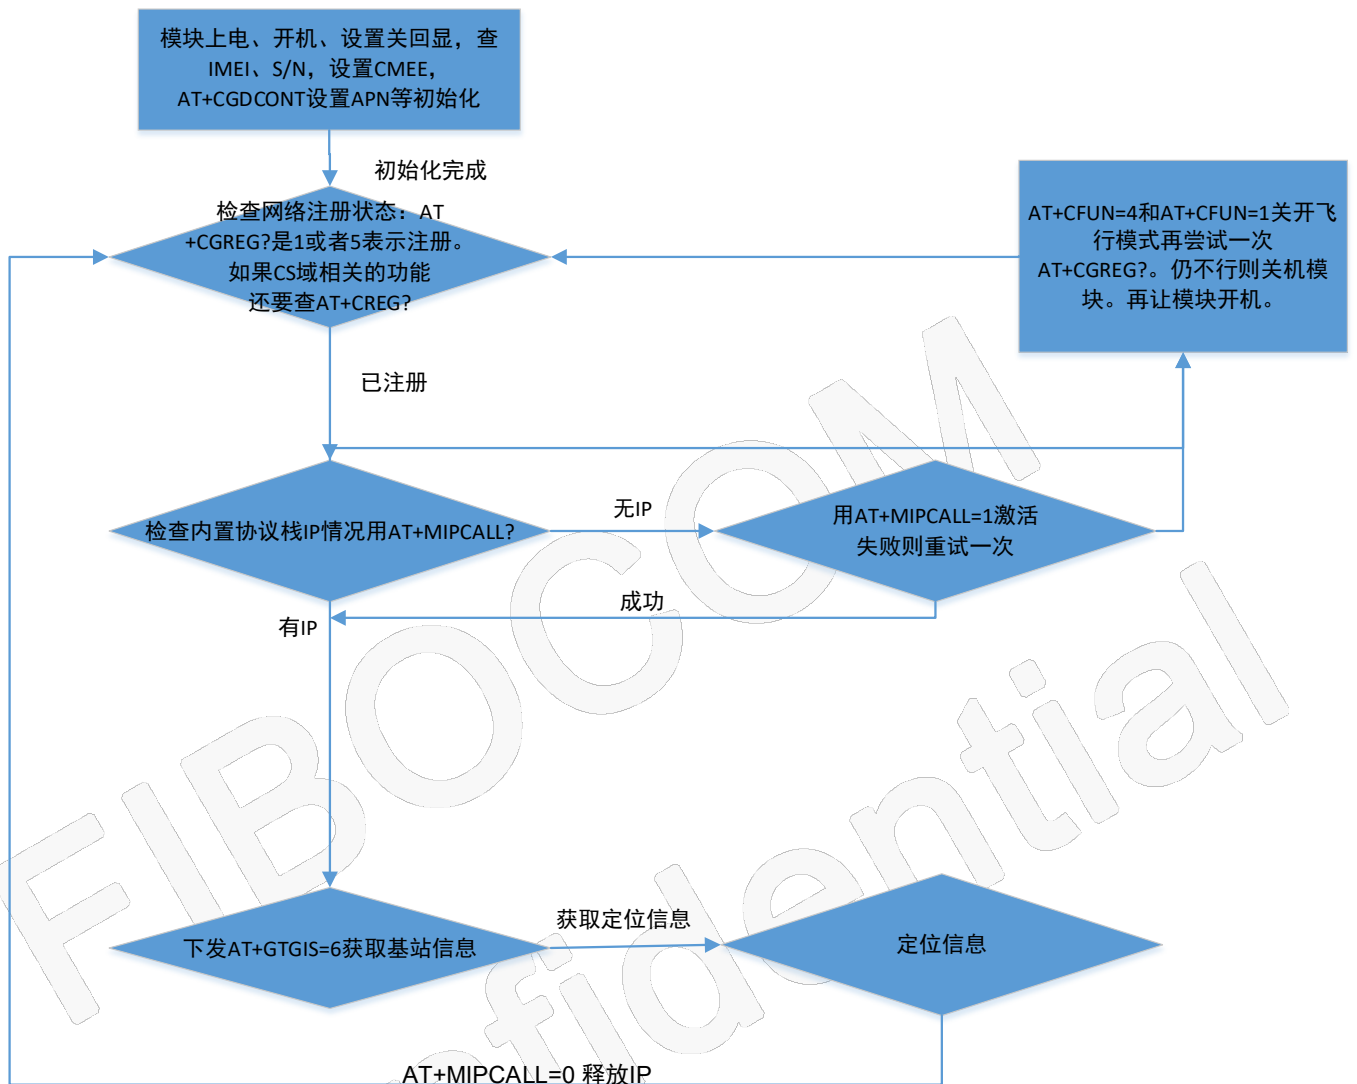 模块上电、开机、设置关回显，查
IMEI、S/N，设置CMEE，
AT+CGDCONT设置APN等初始化
初始化完成
检查网络注册状态：AT
+CGREG?是1或者5表示注册。
如果CS域相关的功能
还要查AT+CREG?
AT+CFUN=4和AT+CFUN=1关开飞
行模式再尝试一次
AT+CGREG?。仍不行则关机模
块。再让模块开机。
已注册
检查内置协议栈IP情况用AT+MIPCALL?
无IP
用AT+MIPCALL=1激活
失败则重试一次
成功
有IP
下发AT+GTGIS=6获取基站信息
获取定位信息
定位信息
AT+MIPCALL=0 释放IP
FIBOCOM
fidential